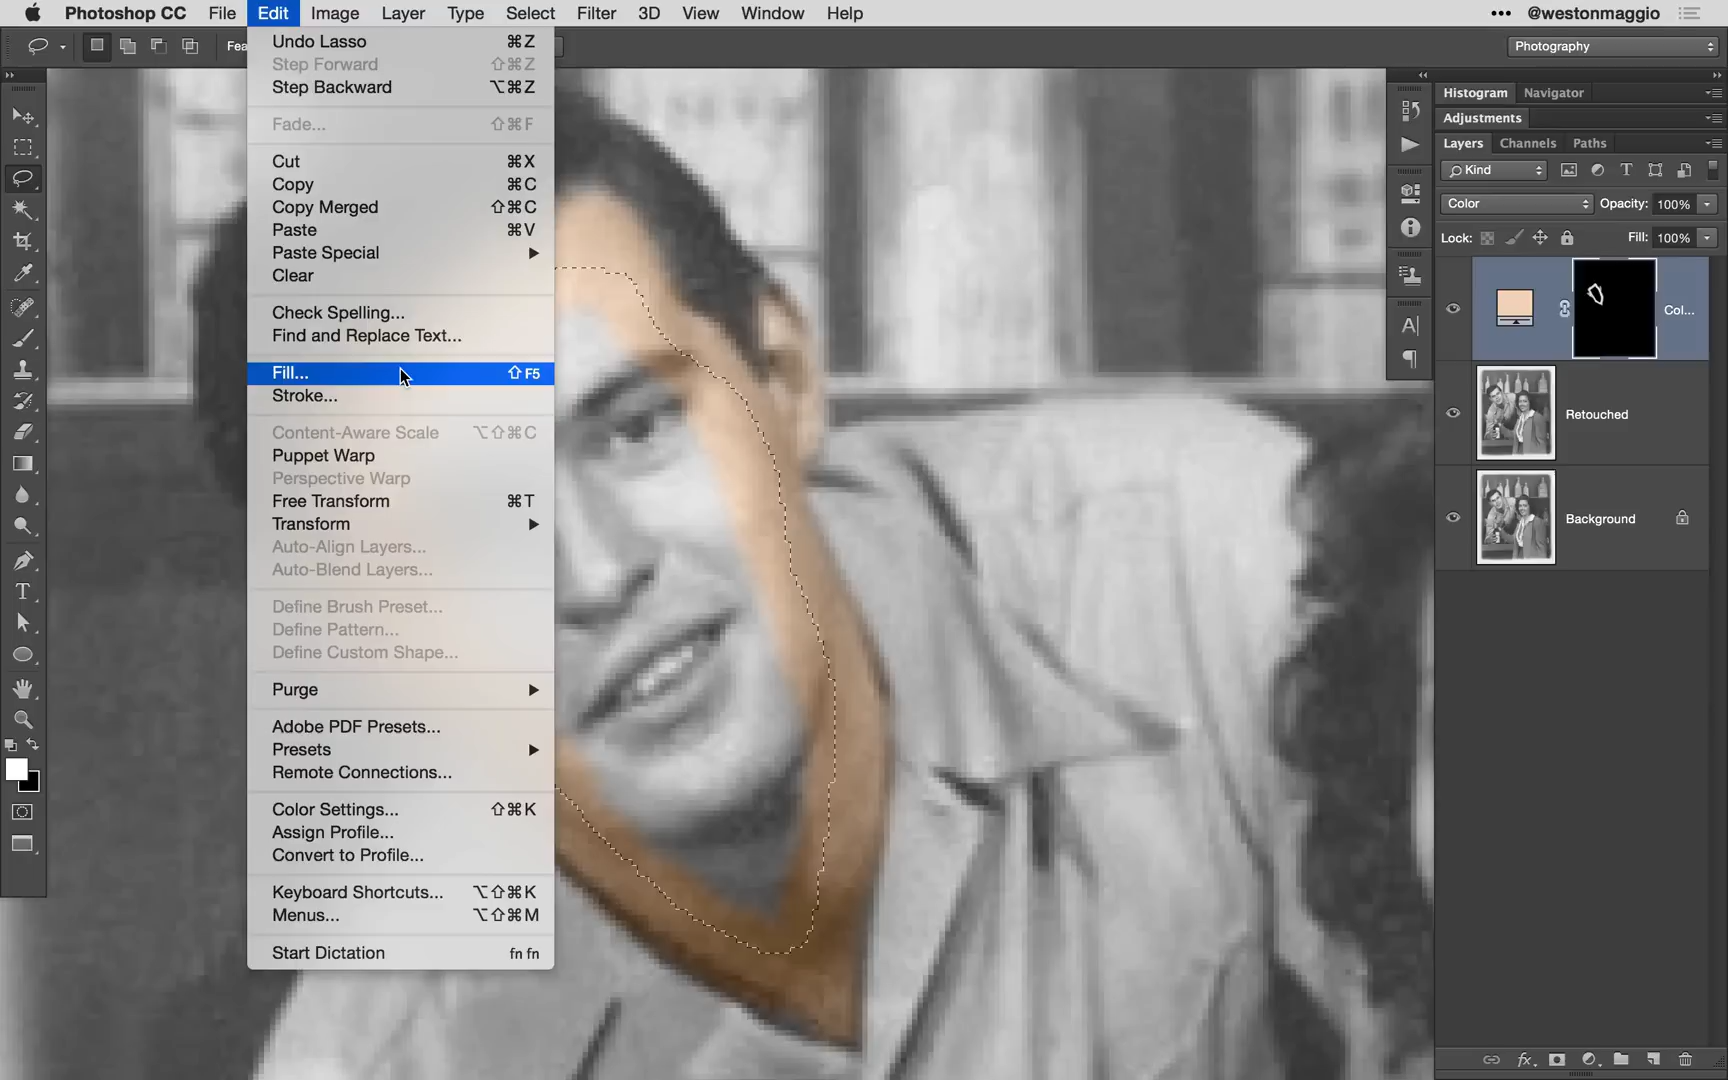 Photoshop CC File Edit Image Layer Type Select Filter 3D View Window Help ••• @westonmaggio
Fea Photography
Undo Lasso ⌘Z
Step Forward ⇧⌘Z
Step Backward ⌥⌘Z
Fade... ⇧⌘F
Cut ⌘X
Copy ⌘C
Copy Merged ⇧⌘C
Paste ⌘V
Paste Special
Clear
Check Spelling...
Find and Replace Text...
Fill... ⇧F5
Stroke...
Content-Aware Scale ⌥⇧⌘C
Puppet Warp
Perspective Warp
Free Transform ⌘T
Transform
Auto-Align Layers...
Auto-Blend Layers...
Define Brush Preset...
Define Pattern...
Define Custom Shape...
Purge
Adobe PDF Presets...
Presets
Remote Connections...
Color Settings... ⇧⌘K
Assign Profile...
Convert to Profile...
Keyboard Shortcuts... ⌥⇧⌘K
Menus... ⌥⇧⌘M
Start Dictation fn fn
Histogram Navigator
Adjustments
Layers Channels Paths
Kind
Color Opacity: 100%
Lock: Fill: 100%
Col...
Retouched
Background